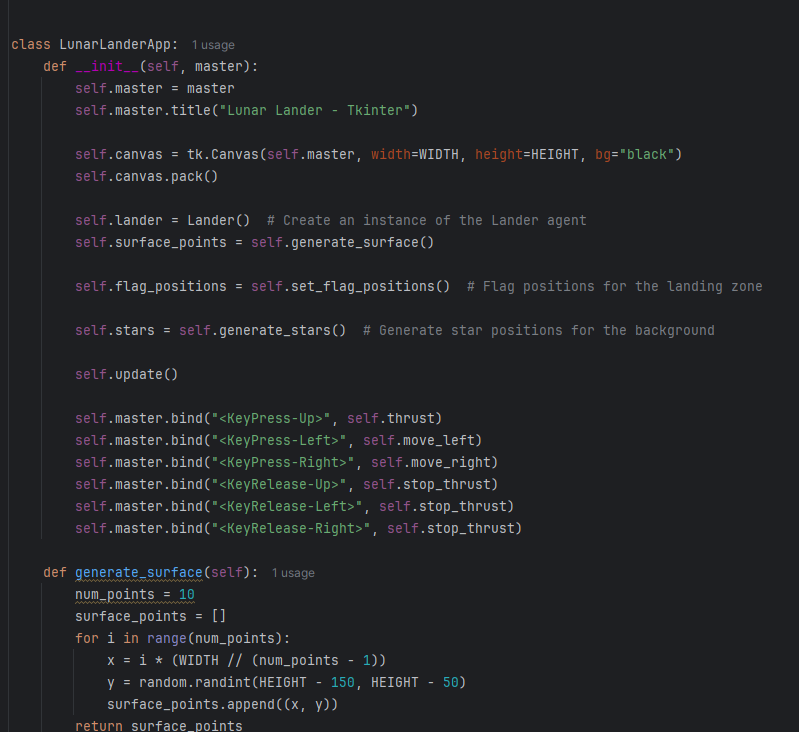 class LunarLanderApp:  1 usage
    def __init__(self, master):
        self.master = master
        self.master.title("Lunar Lander - Tkinter")

        self.canvas = tk.Canvas(self.master, width=WIDTH, height=HEIGHT, bg="black")
        self.canvas.pack()

        self.lander = Lander()  # Create an instance of the Lander agent
        self.surface_points = self.generate_surface()

        self.flag_positions = self.set_flag_positions()  # Flag positions for the landing zone

        self.stars = self.generate_stars()  # Generate star positions for the background

        self.update()

        self.master.bind("<KeyPress-Up>", self.thrust)
        self.master.bind("<KeyPress-Left>", self.move_left)
        self.master.bind("<KeyPress-Right>", self.move_right)
        self.master.bind("<KeyRelease-Up>", self.stop_thrust)
        self.master.bind("<KeyRelease-Left>", self.stop_thrust)
        self.master.bind("<KeyRelease-Right>", self.stop_thrust)

    def generate_surface(self):  1 usage
        num_points = 10
        surface_points = []
        for i in range(num_points):
            x = i * (WIDTH // (num_points - 1))
            y = random.randint(HEIGHT - 150, HEIGHT - 50)
            surface_points.append((x, y))
        return surface_points